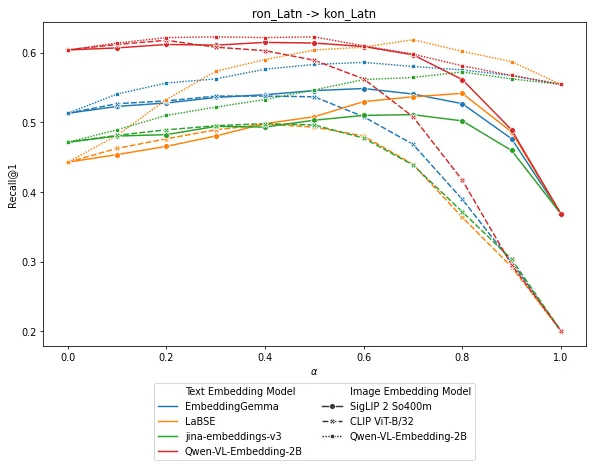 ron_Latn -> kon_Latn
Recall@1
0.6
0.5
0.4
0.3
0.2
0.0
0.2
0.4
0.6
0.8
1.0
α
Text Embedding Model
EmbeddingGemma
LaBSE
jina-embeddings-v3
Qwen-VL-Embedding-2B
Image Embedding Model
SigLIP 2 So400m
CLIP ViT-B/32
Qwen-VL-Embedding-2B